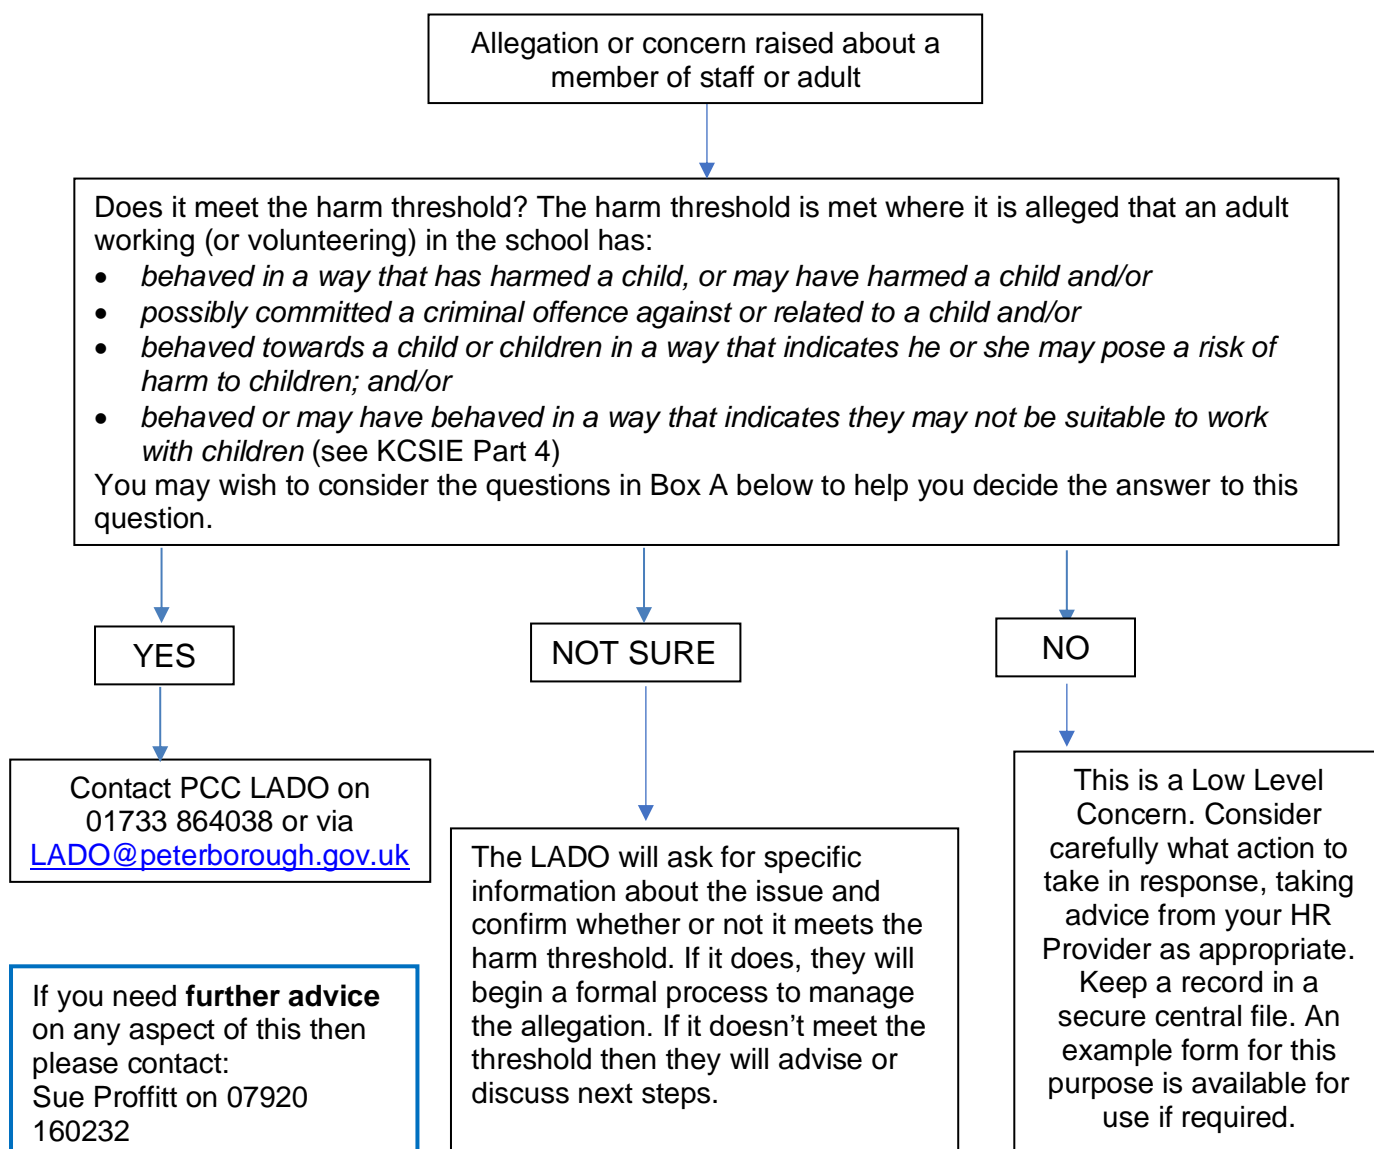 Allegation or concern raised about a
member of staff or adult
Does it meet the harm threshold? The harm threshold is met where it is alleged that an adult
working (or volunteering) in the school has:
• behaved in a way that has harmed a child, or may have harmed a child and/or
• possibly committed a criminal offence against or related to a child and/or
• behaved towards a child or children in a way that indicates he or she may pose a risk of
harm to children; and/or
• behaved or may have behaved in a way that indicates they may not be suitable to work
with children (see KCSIE Part 4)
You may wish to consider the questions in Box A below to help you decide the answer to this
question.
YES
NOT SURE
NO
Contact PCC LADO on
01733 864038 or via
LADO@peterborough.gov.uk
If you need further advice
on any aspect of this then
please contact:
Sue Proffitt on 07920
160232
The LADO will ask for specific
information about the issue and
confirm whether or not it meets the
harm threshold. If it does, they will
begin a formal process to manage
the allegation. If it doesn’t meet the
threshold then they will advise or
discuss next steps.
This is a Low Level
Concern. Consider
carefully what action to
take in response, taking
advice from your HR
Provider as appropriate.
Keep a record in a
secure central file. An
example form for this
purpose is available for
use if required.